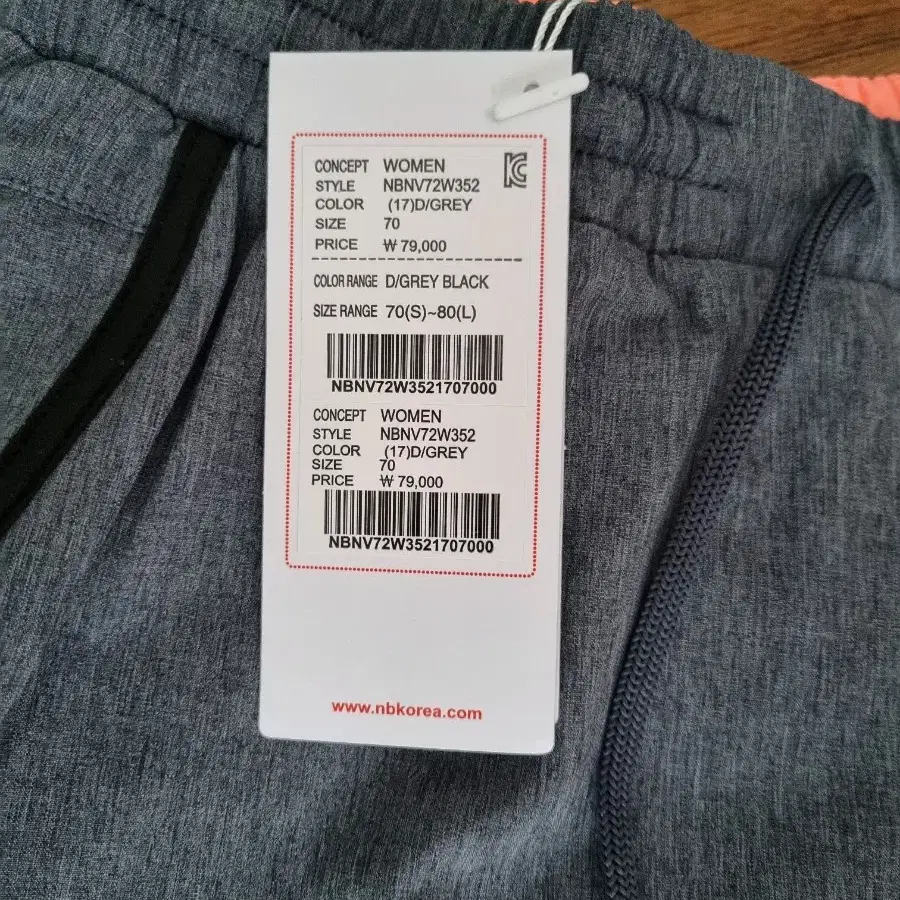 CONCEPT WOMEN
STYLE NBNV72W352
COLOR (17)D/GREY
SIZE 70
PRICE ₩ 79,000
COLOR RANGE D/GREY BLACK
SIZE RANGE 70(S)~80(L)
NBNV72W3521707000
CONCEPT WOMEN
STYLE NBNV72W352
COLOR (17)D/GREY
SIZE 70
PRICE ₩ 79,000
NBNV72W3521707000
www.nbkorea.com